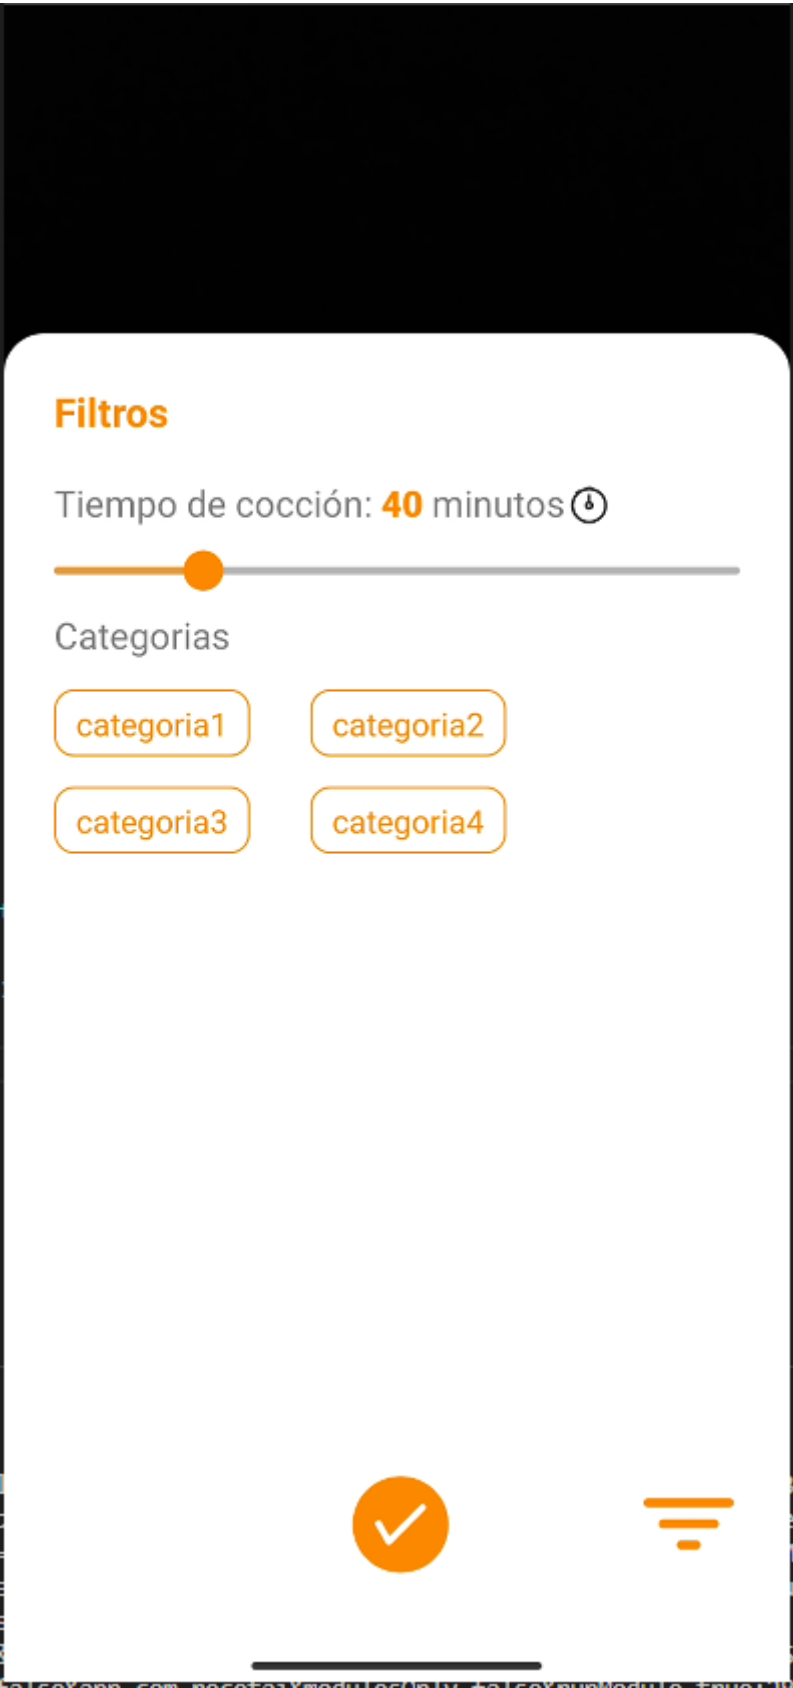 Filtros
Tiempo de cocción: 40 minutos
Categorias
categoria1 categoria2
categoria3 categoria4